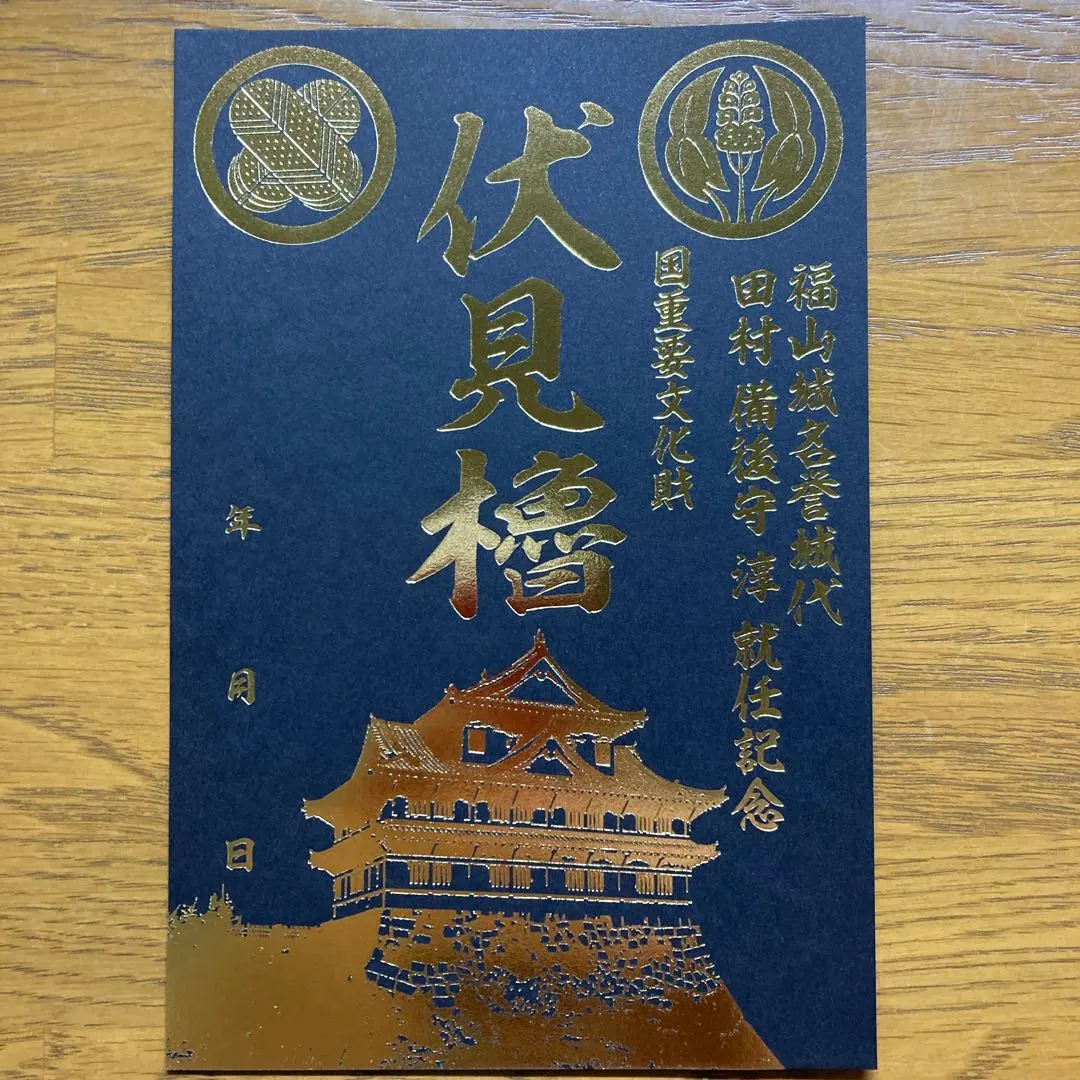 福山城名誉城代
田村 備後守 淳 就任記念
国重要文化財
伏見櫓
年 月 日